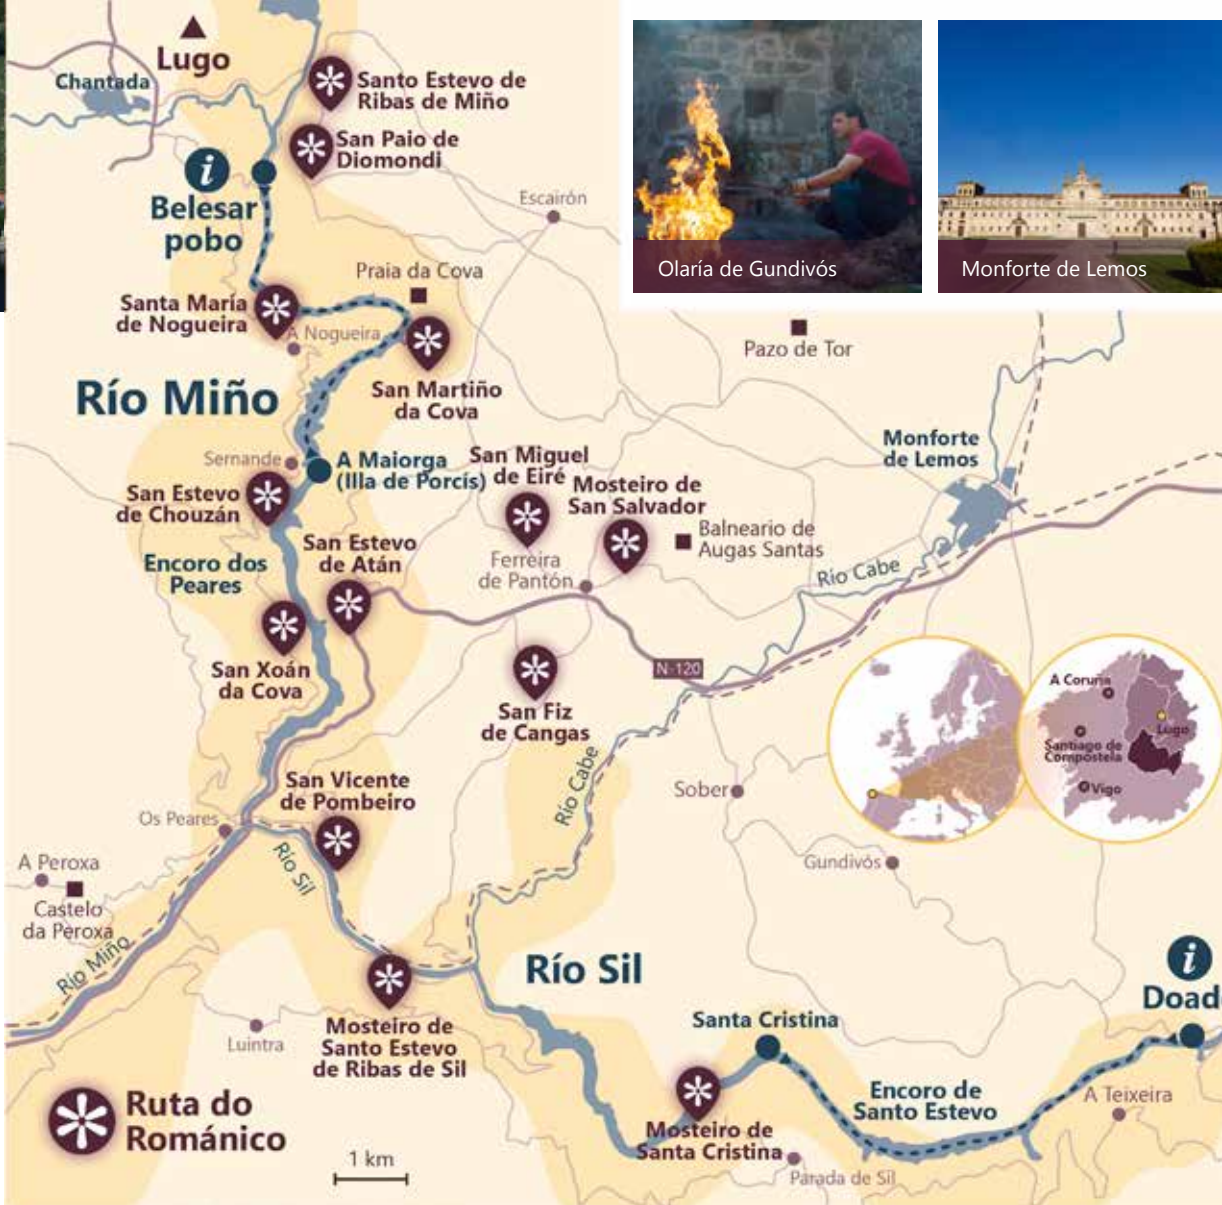 Lugo
Chantada
Santo Estevo de
Ribas de Miño
San Paio de
Diomondi
i
Belesar
pobo
Escairón
Olaría de Gundivós
Monforte de Lemos
Praia da Cova
Santa María
de Nogueira
A Nogueira
Pazo de Tor
Río Miño
San Martiño
da Cova
Monforte
de Lemos
Sernande
A Maiorga
(Illa de Porcís)
San Miguel
de Eiré
Mosteiro de
San Salvador
San Estevo
de Chouzán
Balneario de
Augas Santas
San Estevo
de Atán
Encoro dos
Peares
Ferreira
de Pantón
Río Cabe
San Xoán
da Cova
N-120
San Fiz
de Cangas
A Coruña
Lugo
Santiago de
Compostela
Vigo
San Vicente
de Pombeiro
Río Cabe
Sober
Os Peares
Río Sil
Gundivós
A Peroxa
Castelo
da Peroxa
Río Miño
Río Sil
i
Doad
Santa Cristina
Luintra
Mosteiro de
Santo Estevo
de Ribas de Sil
Encoro de
Santo Estevo
A Teixeira
Ruta do
Románico
Mosteiro de
Santa Cristina
1 km
Parada de Sil